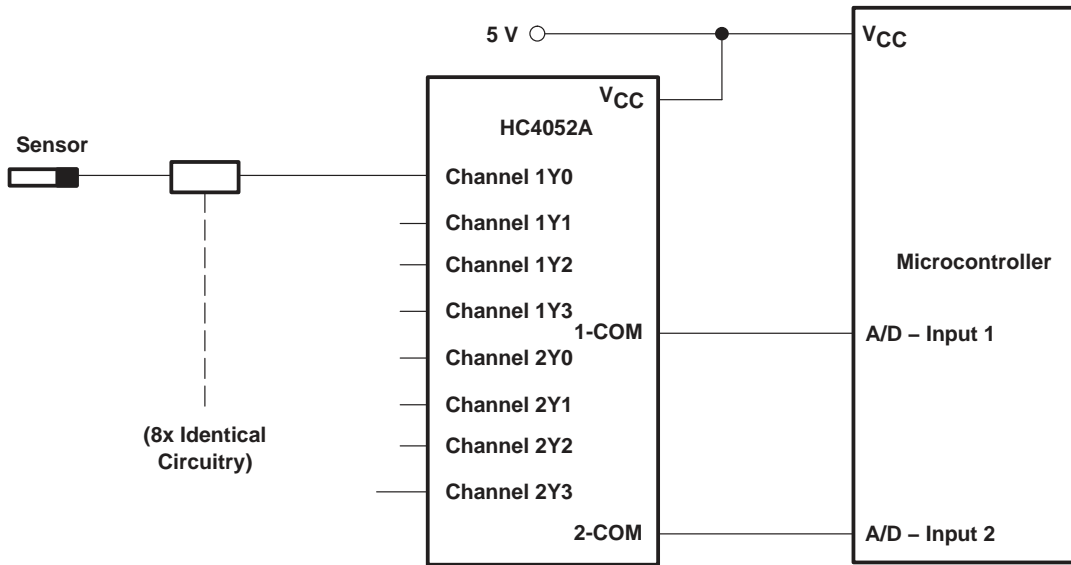 5 V
VCC
VCC
HC4052A
Sensor
Channel 1Y0
Channel 1Y1
Channel 1Y2
Microcontroller
Channel 1Y3
1-COM
A/D – Input 1
Channel 2Y0
Channel 2Y1
(8x Identical
Circuitry)
Channel 2Y2
Channel 2Y3
2-COM
A/D – Input 2